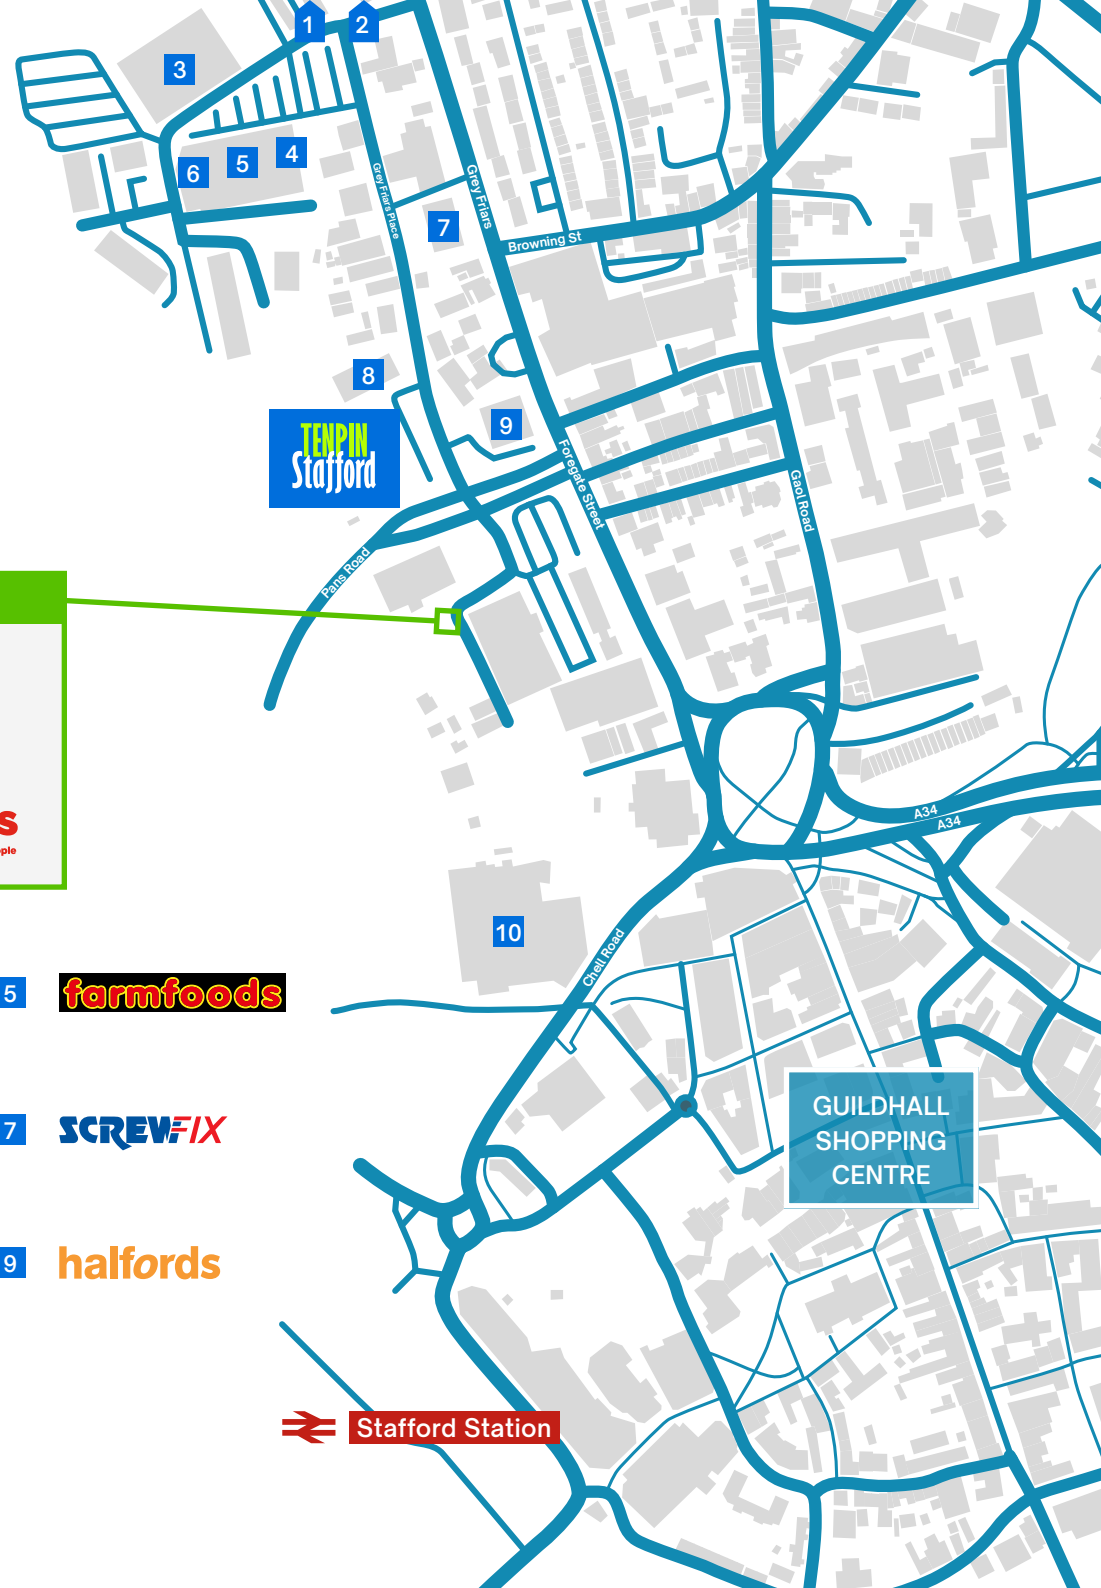 1
2
3
4
5
6
7
8
9
Grey Friars Place
Grey Friars
Browning St
TENPIN
Stafford
Foregate Street
Gaol Road
Pans Road
s
ple
A34
A34
10
Chell Road
5 farmfoods
7 SCREWFIX
9 halfords
GUILDHALL
SHOPPING
CENTRE
Stafford Station